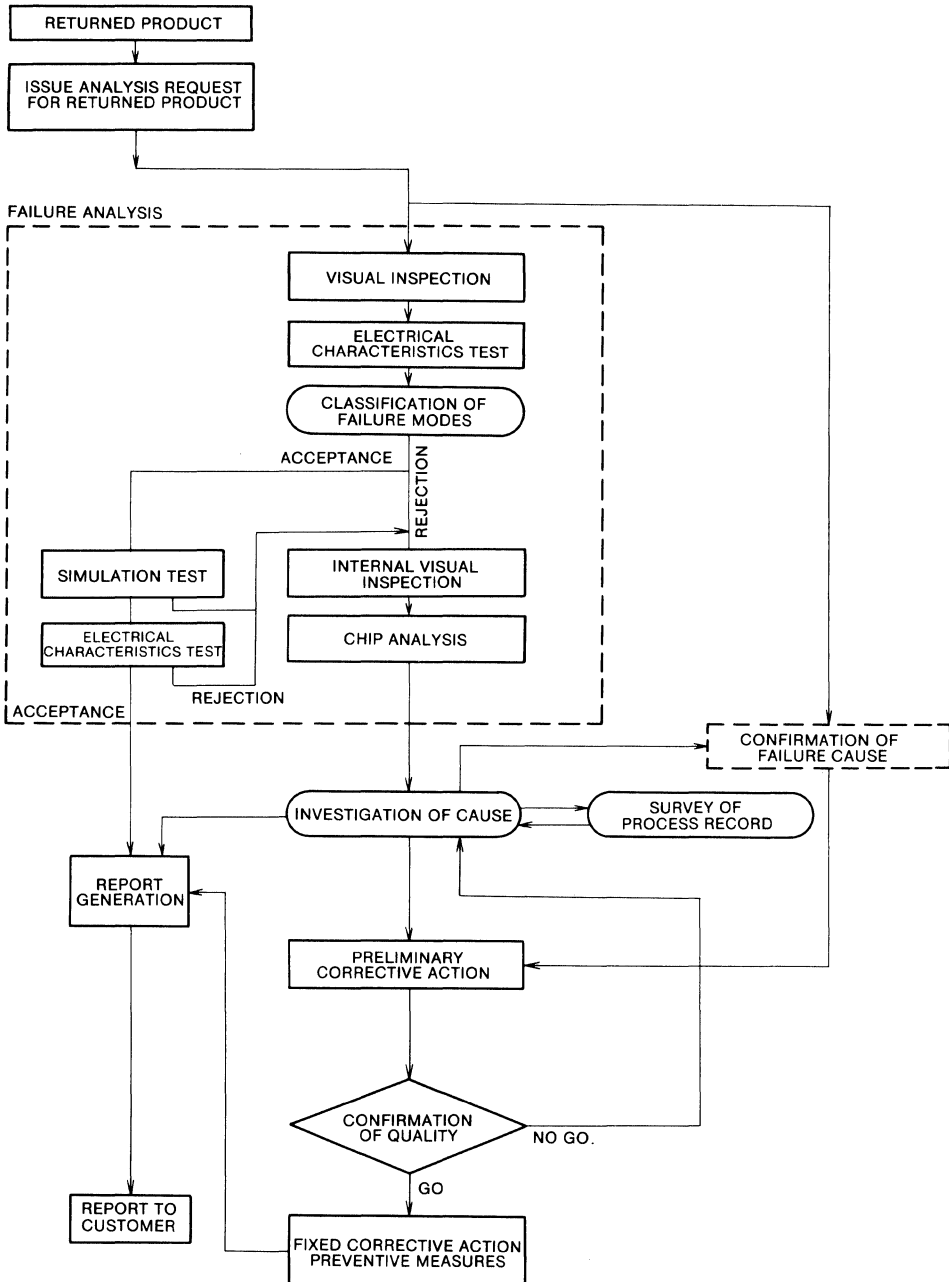 RETURNED PRODUCT
ISSUE ANALYSIS REQUEST
FOR RETURNED PRODUCT
FAILURE ANALYSIS
VISUAL INSPECTION
ELECTRICAL
CHARACTERISTICS TEST
CLASSIFICATION OF
FAILURE MODES
ACCEPTANCE
REJECTION
SIMULATION TEST
INTERNAL VISUAL
INSPECTION
ELECTRICAL
CHARACTERISTICS TEST
CHIP ANALYSIS
REJECTION
ACCEPTANCE
CONFIRMATION OF
FAILURE CAUSE
INVESTIGATION OF CAUSE
SURVEY OF
PROCESS RECORD
REPORT
GENERATION
PRELIMINARY
CORRECTIVE ACTION
CONFIRMATION
OF QUALITY
NO GO.
GO
REPORT TO
CUSTOMER
FIXED CORRECTIVE ACTION
PREVENTIVE MEASURES